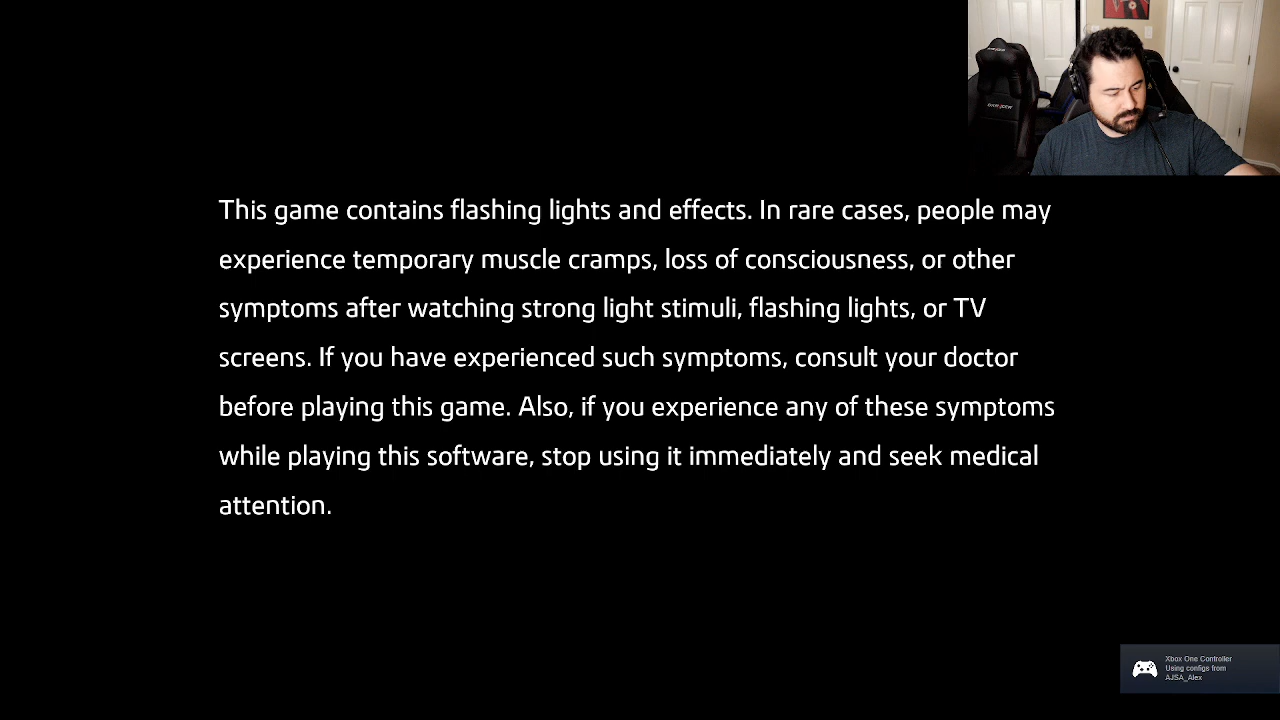 This game contains flashing lights and effects. In rare cases, people may
experience temporary muscle cramps, loss of consciousness, or other
symptoms after watching strong light stimuli, flashing lights, or TV
screens. If you have experienced such symptoms, consult your doctor
before playing this game. Also, if you experience any of these symptoms
while playing this software, stop using it immediately and seek medical
attention.
Xbox One Controller
Using configs from
AJSA_Alex